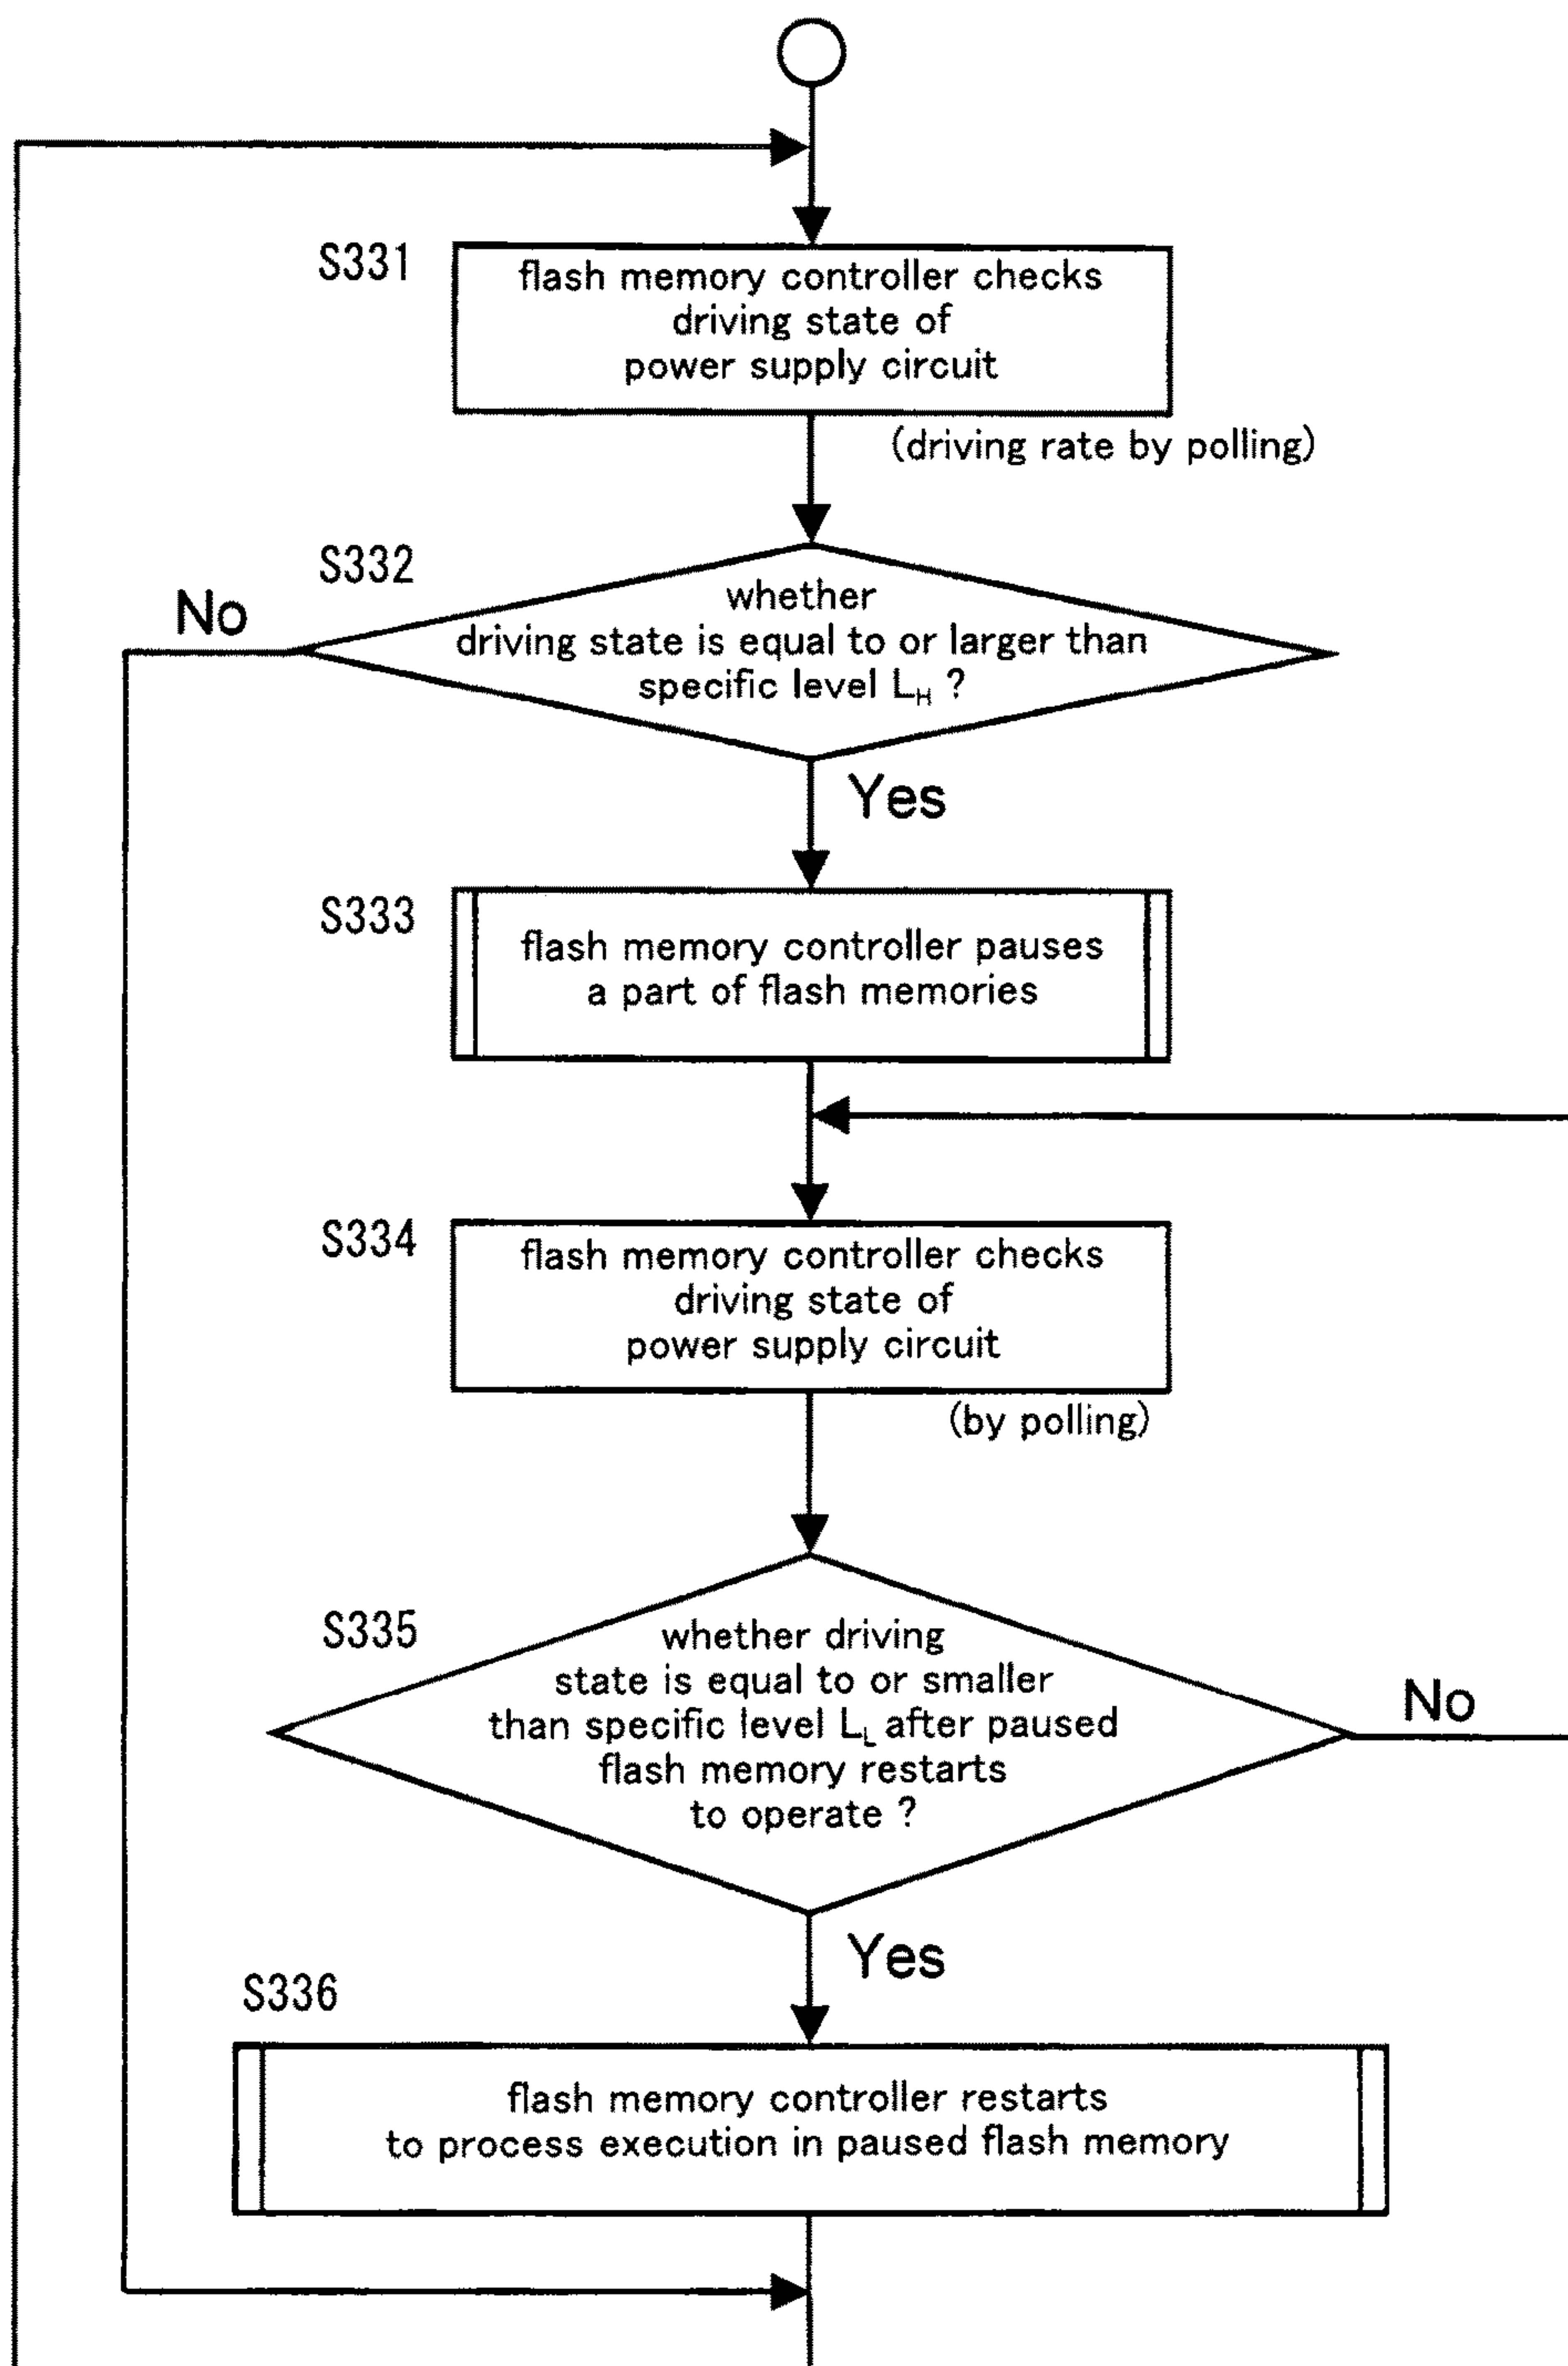 S331
flash memory controller checks
driving state of
power supply circuit
(driving rate by polling)
S332
No
whether
driving state is equal to or larger than
specific level L_H ?
Yes
S333
flash memory controller pauses
a part of flash memories
S334
flash memory controller checks
driving state of
power supply circuit
(by polling)
S335
whether driving
state is equal to or smaller
than specific level L_L after paused
flash memory restarts
to operate ?
No
Yes
S336
flash memory controller restarts
to process execution in paused flash memory